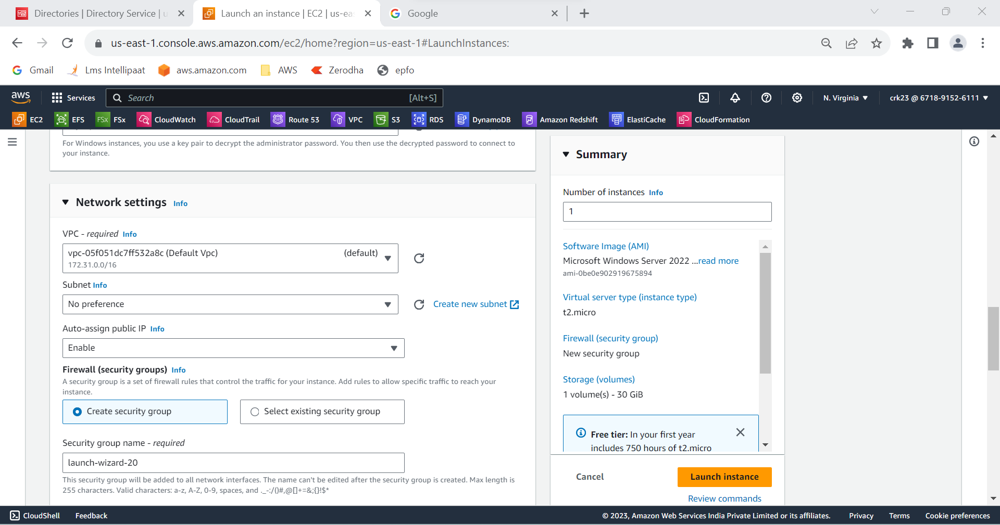 Directories | Directory Service | u
Launch an instance | EC2 | us-eas
Google
us-east-1.console.aws.amazon.com/ec2/home?region=us-east-1#LaunchInstances:
Gmail
Lms Intellipaat
aws.amazon.com
AWS
Zerodha
epfo
aws
Services
Search
[Alt+S]
N. Virginia
crk23 @ 6718-9152-6111
EC2
EFS
FSx
FSx
CloudWatch
CloudTrail
Route 53
VPC
S3
RDS
DynamoDB
Amazon Redshift
ElastiCache
CloudFormation
For Windows instances, you use a key pair to decrypt the administrator password. You then use the decrypted password to connect to
your instance.
Network settings Info
VPC - required Info
vpc-05f051dc7ff532a8c (Default Vpc) (default)
172.31.0.0/16
Subnet Info
No preference
Create new subnet
Auto-assign public IP Info
Enable
Firewall (security groups) Info
A security group is a set of firewall rules that control the traffic for your instance. Add rules to allow specific traffic to reach your
instance.
Create security group
Select existing security group
Security group name - required
launch-wizard-20
This security group will be added to all network interfaces. The name can't be edited after the security group is created. Max length is
255 characters. Valid characters: a-z, A-Z, 0-9, spaces, and ._-:/()#,@[]+=&;{}!$*
Summary
Number of instances Info
1
Software Image (AMI)
Microsoft Windows Server 2022 ...read more
ami-0be0e902919675894
Virtual server type (instance type)
t2.micro
Firewall (security group)
New security group
Storage (volumes)
1 volume(s) - 30 GiB
Free tier: In your first year
includes 750 hours of t2.micro
Cancel
Launch instance
Review commands
CloudShell
Feedback
© 2023, Amazon Web Services India Private Limited or its affiliates.
Privacy
Terms
Cookie preferences